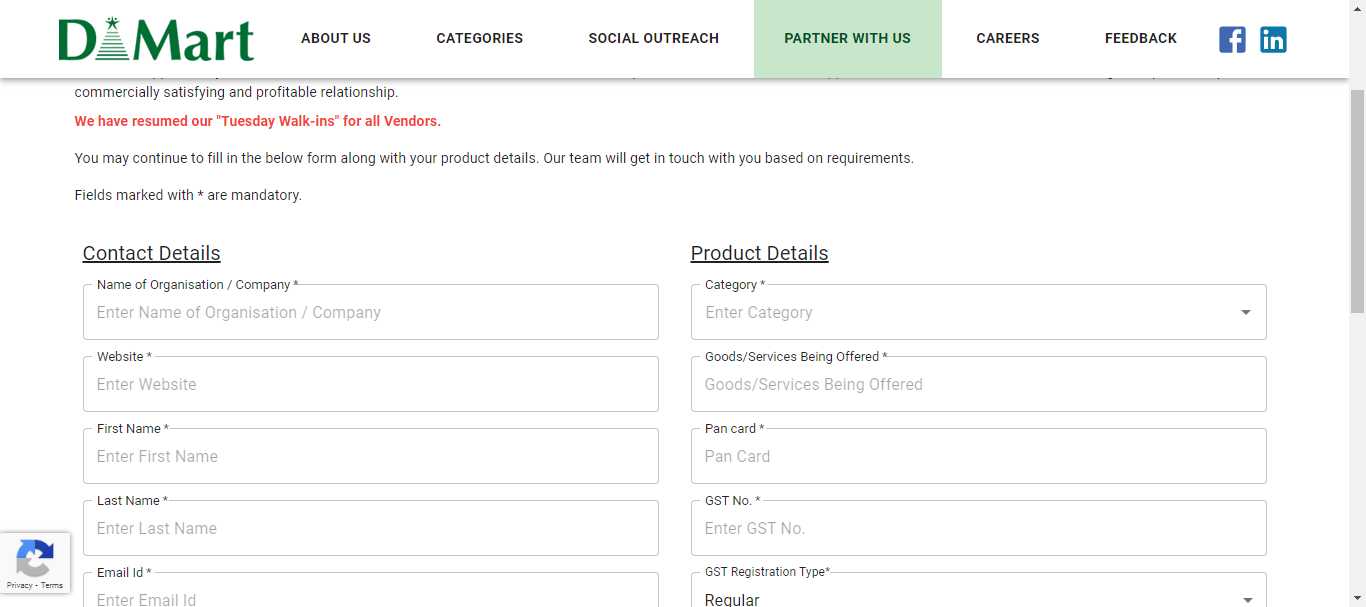 D Mart
ABOUT US
CATEGORIES
SOCIAL OUTREACH
PARTNER WITH US
CAREERS
FEEDBACK
commercially satisfying and profitable relationship.
We have resumed our "Tuesday Walk-ins" for all Vendors.
You may continue to fill in the below form along with your product details. Our team will get in touch with you based on requirements.
Fields marked with * are mandatory.
Contact Details
Name of Organisation / Company *
Enter Name of Organisation / Company
Website *
Enter Website
First Name *
Enter First Name
Last Name *
Enter Last Name
Email Id *
Enter Email Id
Product Details
Category *
Enter Category
Goods/Services Being Offered *
Goods/Services Being Offered
Pan card *
Pan Card
GST No. *
Enter GST No.
GST Registration Type*
Regular
Privacy - Terms